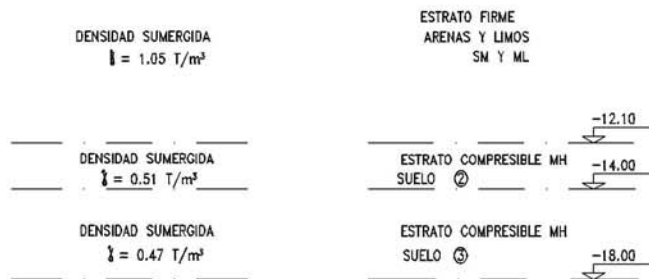 DENSIDAD SUMERGIDA
ɣ = 1.05 T/m³
ESTRATO FIRME
ARENAS Y LIMOS
SM Y ML
-12.10
DENSIDAD SUMERGIDA
ɣ = 0.51 T/m³
ESTRATO COMPRESIBLE MH
SUELO ②
-14.00
DENSIDAD SUMERGIDA
ɣ = 0.47 T/m³
ESTRATO COMPRESIBLE MH
SUELO ③
-18.00